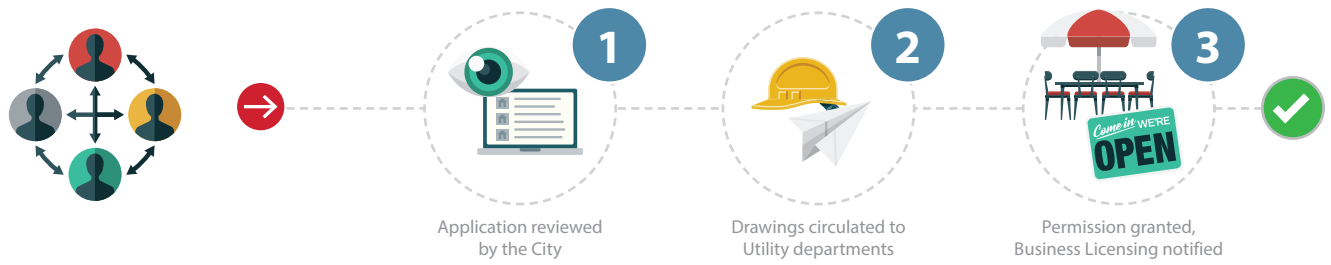 1
Application reviewed
by the City
2
Drawings circulated to
Utility departments
3
Come in WE'RE
OPEN
Permission granted,
Business Licensing notified